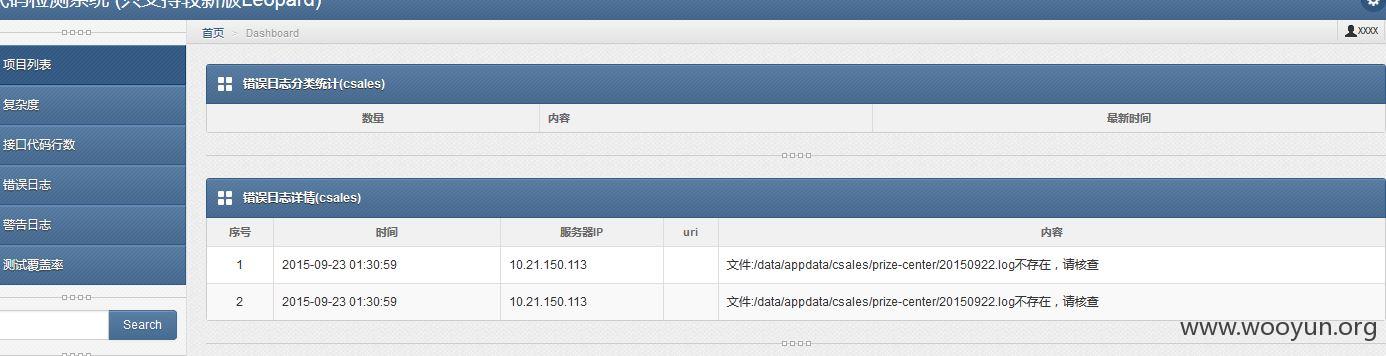 代码检测系统 (只支持较新版Leopard)
首页 > Dashboard
xxxx
项目列表
复杂度
接口代码行数
错误日志
警告日志
测试覆盖率
Search
错误日志分类统计(csales)
数量 内容 最新时间
错误日志详情(csales)
序号 时间 服务器IP uri 内容
1 2015-09-23 01:30:59 10.21.150.113 文件:/data/appdata/csales/prize-center/20150922.log不存在，请核查
2 2015-09-23 01:30:59 10.21.150.113 文件:/data/appdata/csales/prize-center/20150922.log不存在，请核查
www.wooyun.org